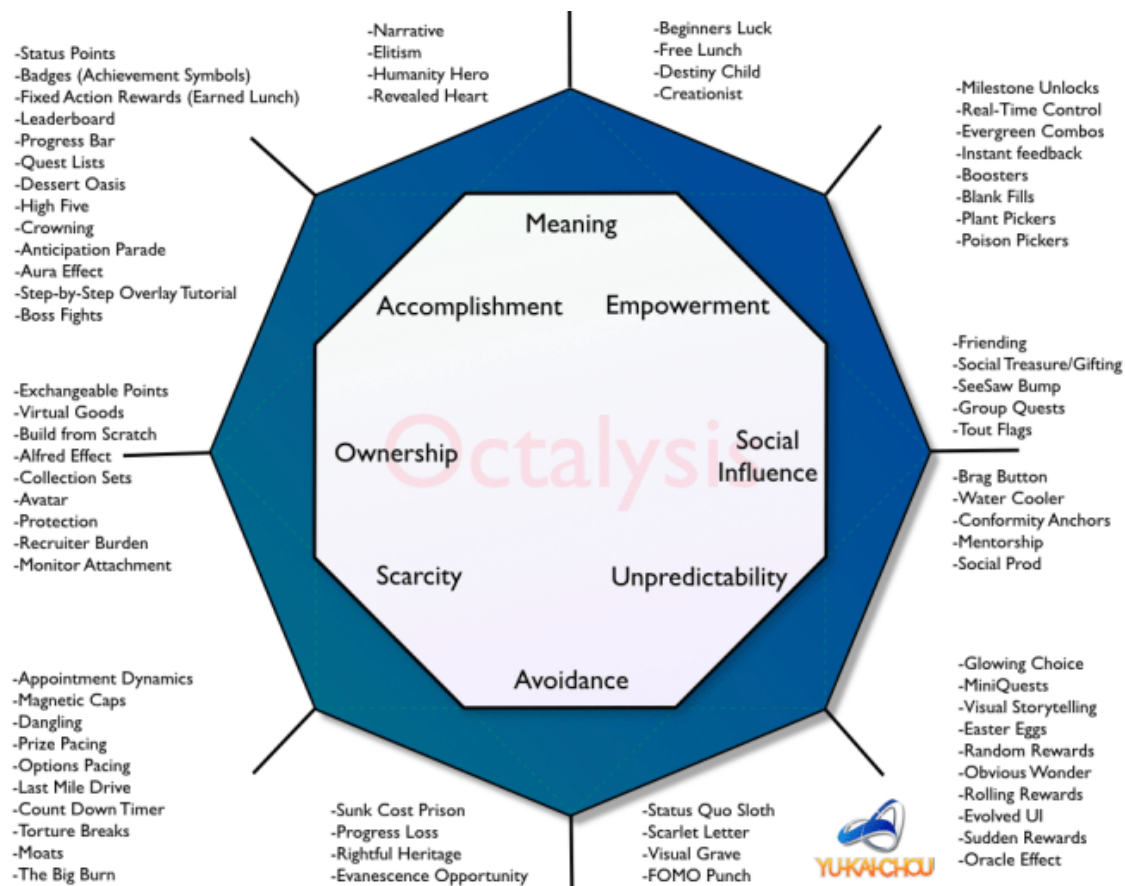 -Narrative
-Elitism
-Humanity Hero
-Revealed Heart
-Beginners Luck
-Free Lunch
-Destiny Child
-Creationist
-Status Points
-Badges (Achievement Symbols)
-Fixed Action Rewards (Earned Lunch)
-Leaderboard
-Progress Bar
-Quest Lists
-Dessert Oasis
-High Five
-Crowning
-Anticipation Parade
-Aura Effect
-Step-by-Step Overlay Tutorial
-Boss Fights
-Milestone Unlocks
-Real-Time Control
-Evergreen Combos
-Instant feedback
-Boosters
-Blank Fills
-Plant Pickers
-Poison Pickers
Meaning
Accomplishment
Empowerment
Octalysis
Ownership
Social
Influence
Scarcity
Unpredictability
Avoidance
-Exchangeable Points
-Virtual Goods
-Build from Scratch
-Alfred Effect
-Collection Sets
-Avatar
-Protection
-Recruiter Burden
-Monitor Attachment
-Friending
-Social Treasure/Gifting
-SeeSaw Bump
-Group Quests
-Tout Flags
-Brag Button
-Water Cooler
-Conformity Anchors
-Mentorship
-Social Prod
-Appointment Dynamics
-Magnetic Caps
-Dangling
-Prize Pacing
-Options Pacing
-Last Mile Drive
-Count Down Timer
-Torture Breaks
-Moats
-The Big Burn
-Sunk Cost Prison
-Progress Loss
-Rightful Heritage
-Evanescence Opportunity
-Status Quo Sloth
-Scarlet Letter
-Visual Grave
-FOMO Punch
-Glowing Choice
-MiniQuests
-Visual Storytelling
-Easter Eggs
-Random Rewards
-Obvious Wonder
-Rolling Rewards
-Evolved UI
-Sudden Rewards
-Oracle Effect
YU-KAI-CHOU